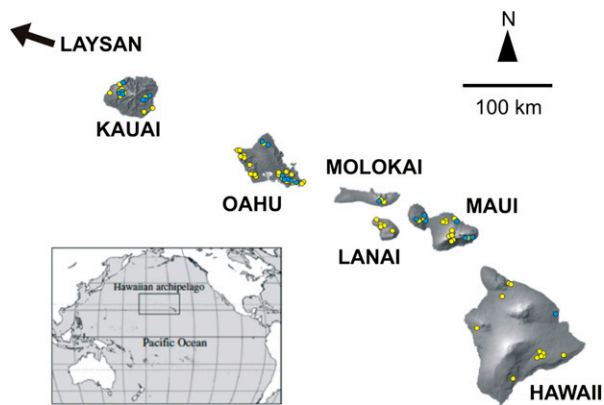 N
LAYSAN
100 km
KAUAI
MOLOKAI
OAHU
MAUI
LANAI
Hawaiian archipelago
Pacific Ocean
HAWAII